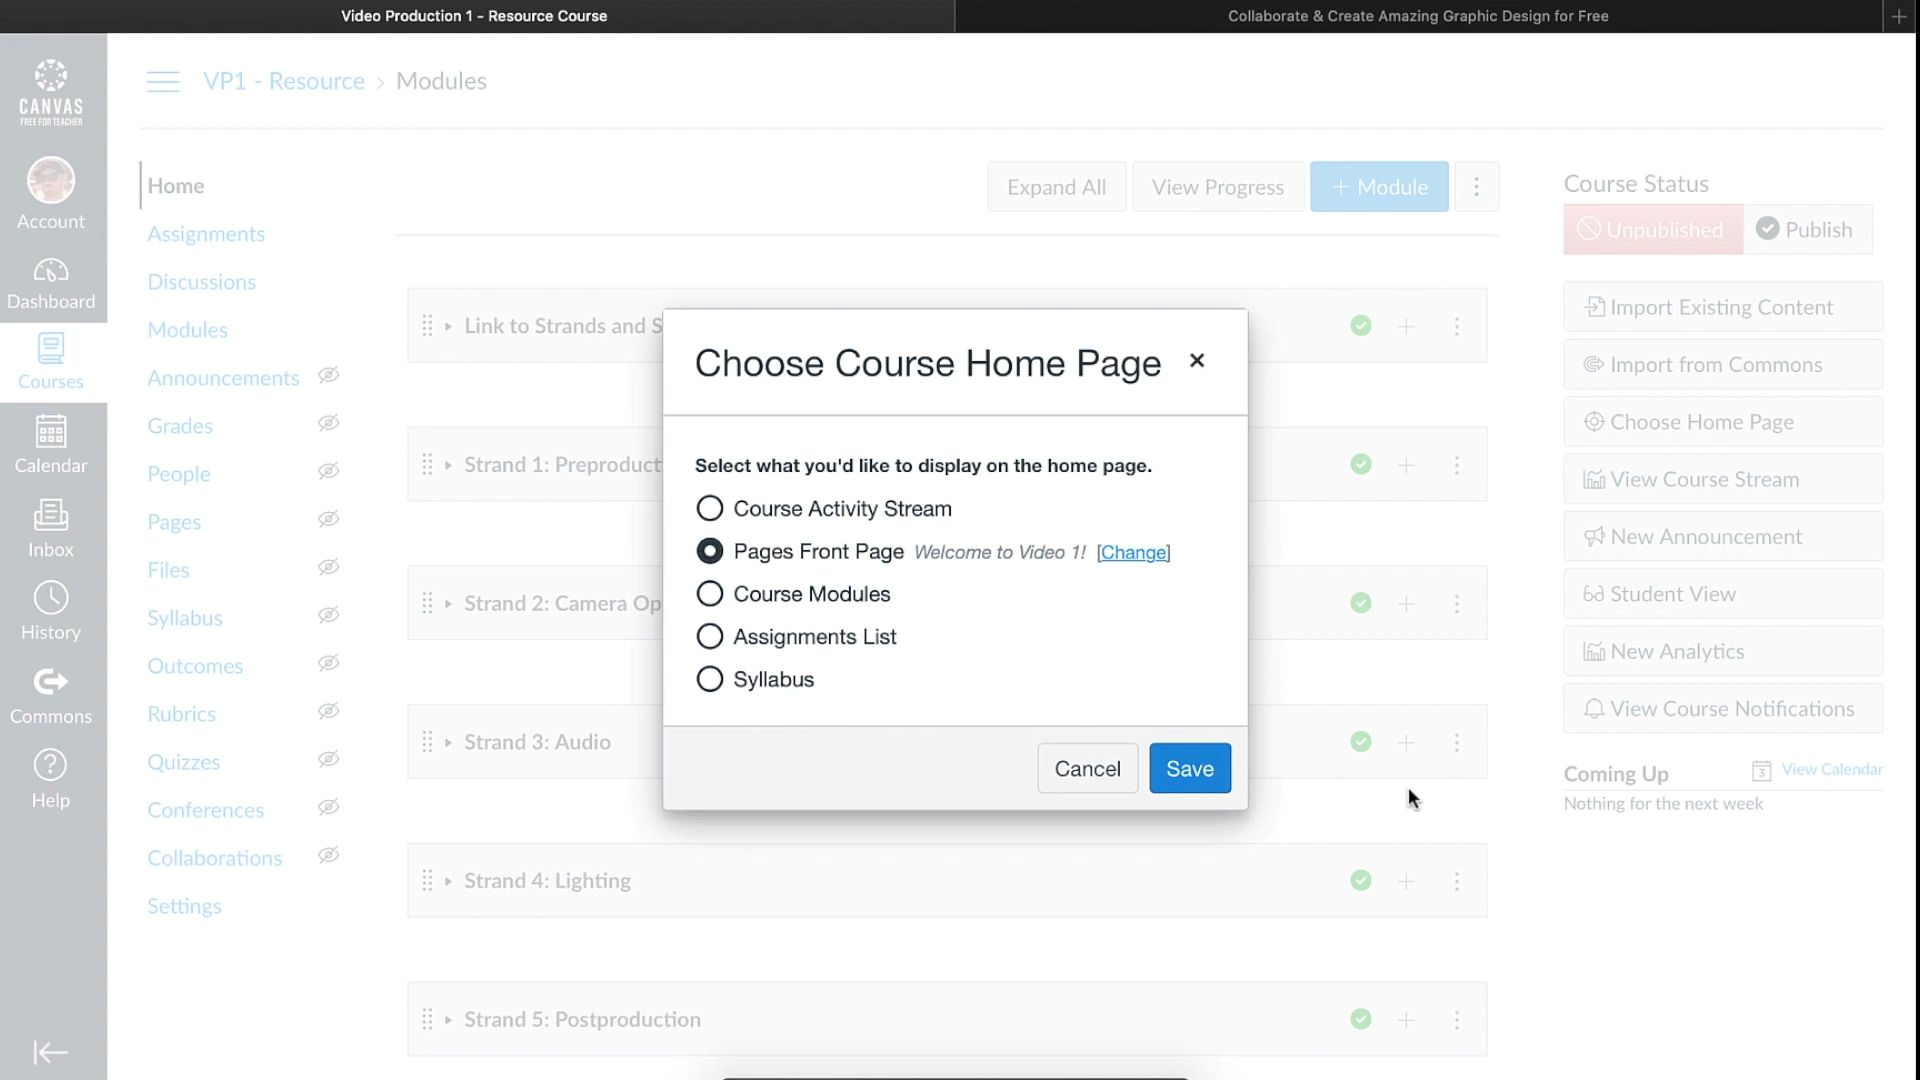 Video Production 1 - Resource Course
Collaborate & Create Amazing Graphic Design for Free
CANVAS
FREE FOR TEACHER
Account
Dashboard
Courses
Calendar
Inbox
History
Commons
Help
VP1 - Resource > Modules
Home
Assignments
Discussions
Modules
Announcements
Grades
People
Pages
Files
Syllabus
Outcomes
Rubrics
Quizzes
Conferences
Collaborations
Settings
Expand All
View Progress
+ Module
Link to Strands and S
Strand 1: Preproduct
Strand 2: Camera Op
Strand 3: Audio
Strand 4: Lighting
Strand 5: Postproduction
Choose Course Home Page
Select what you'd like to display on the home page.
Course Activity Stream
Pages Front Page Welcome to Video 1! [Change]
Course Modules
Assignments List
Syllabus
Cancel
Save
Course Status
Unpublished
Publish
Import Existing Content
Import from Commons
Choose Home Page
View Course Stream
New Announcement
Student View
New Analytics
View Course Notifications
Coming Up
3 View Calendar
Nothing for the next week